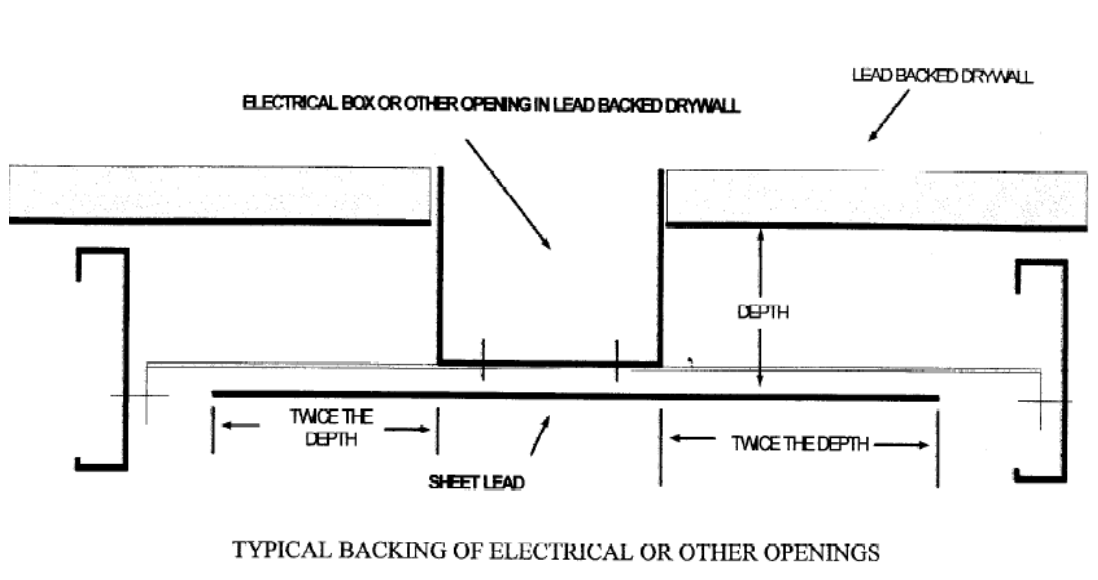 LEAD BACKED DRYWALL
ELECTRICAL BOX OR OTHER OPENING IN LEAD BACKED DRYWALL
DEPTH
TWICE THE
DEPTH
TWICE THE DEPTH
SHEET LEAD
TYPICAL BACKING OF ELECTRICAL OR OTHER OPENINGS